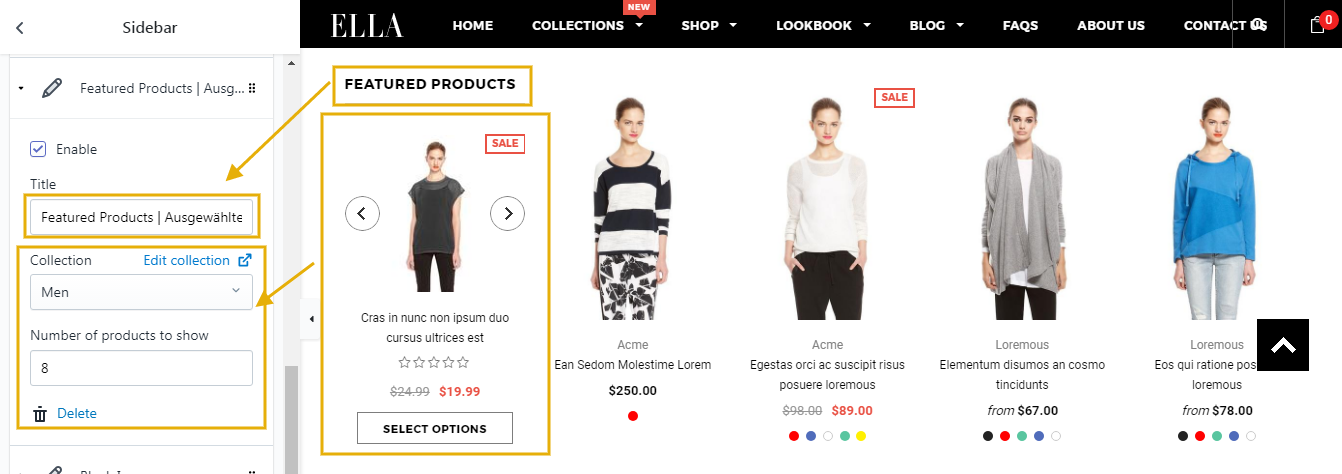 Sidebar
Featured Products | Ausg...
Enable
Title
Featured Products | Ausgewählte
Collection
Edit collection
Men
Number of products to show
8
Delete
ELLA
HOME
COLLECTIONS
NEW
SHOP
LOOKBOOK
BLOG
FAQS
ABOUT US
CONTACT US
0
FEATURED PRODUCTS
SALE
Cras in nunc non ipsum duo
cursus ultrices est
$24.99 $19.99
SELECT OPTIONS
Acme
Ean Sedom Molestime Lorem
$250.00
SALE
Acme
Egestas orci ac suscipit risus
posuere loremous
$98.00 $89.00
Loremous
Elementum disumos an cosmo
tincidunts
from $67.00
Loremous
Eos qui ratione
loremous
from $78.00